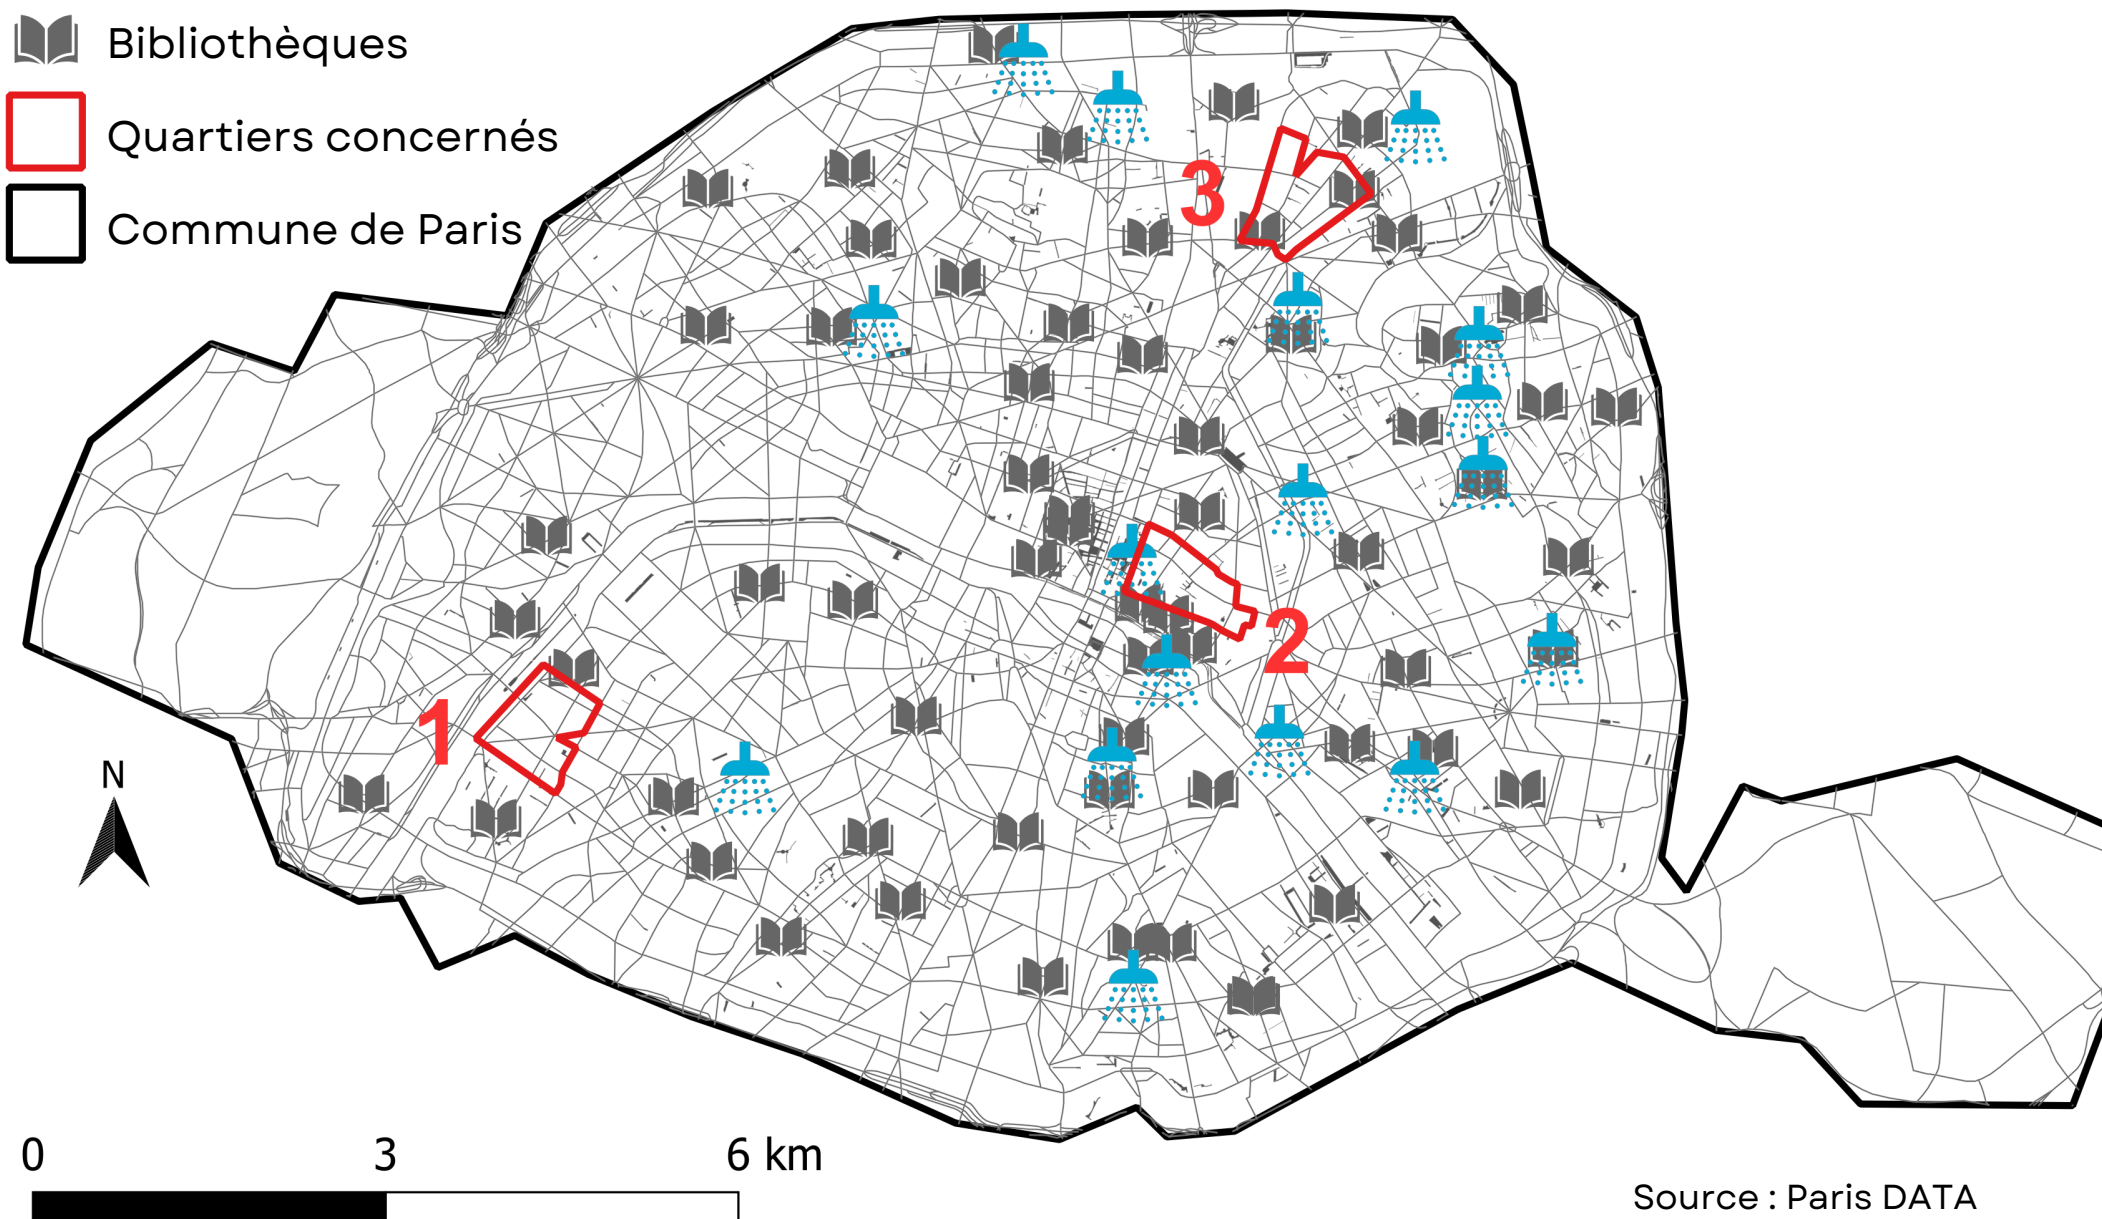 Bibliothèques
Quartiers concernés
Commune de Paris
3
2
1
N
0 3 6 km
Source : Paris DATA